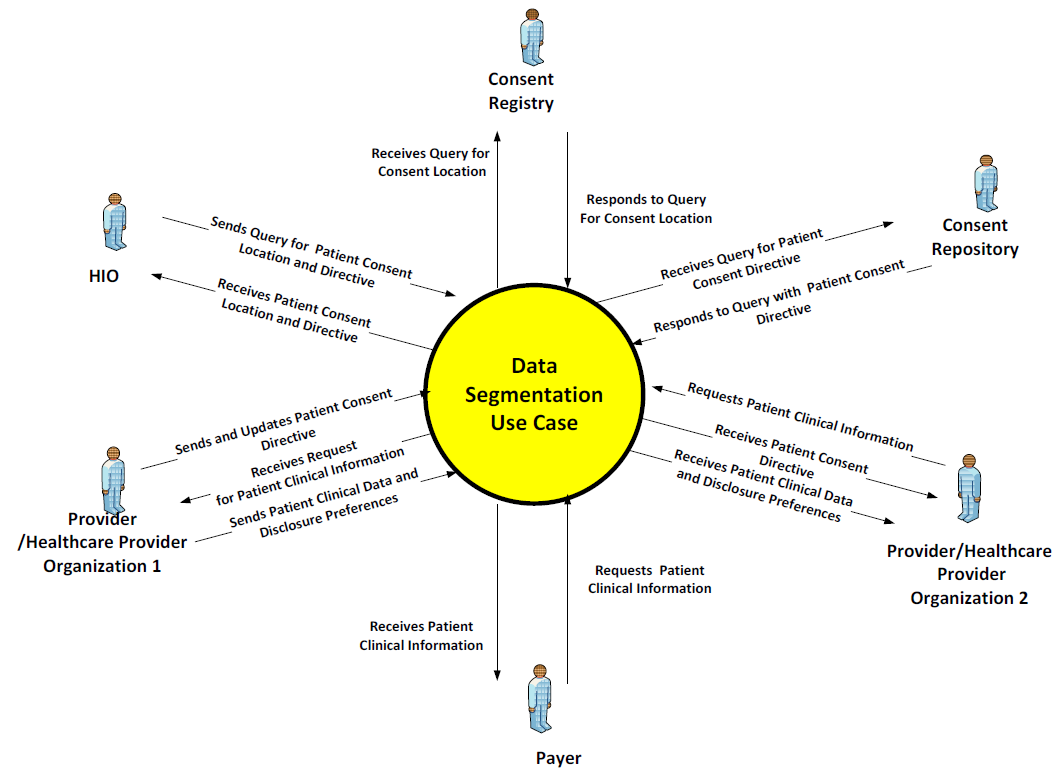 Consent
Registry
Receives Query for
Consent Location
Responds to Query
For Consent Location
HIO
Sends Query for Patient Consent
Location and Directive
Receives Patient Consent
Location and Directive
Consent
Repository
Receives Query for Patient
Consent Directive
Responds to Query with Patient Consent
Directive
Data
Segmentation
Use Case
Provider
/Healthcare Provider
Organization 1
Sends and Updates Patient Consent
Directive
Receives Request
for Patient Clinical Information
Sends Patient Clinical Data and
Disclosure Preferences
Requests Patient Clinical Information
Receives Patient Consent
Directive
Receives Patient Clinical Data
and Disclosure Preferences
Provider/Healthcare
Provider
Organization 2
Receives Patient
Clinical Information
Requests Patient
Clinical Information
Payer